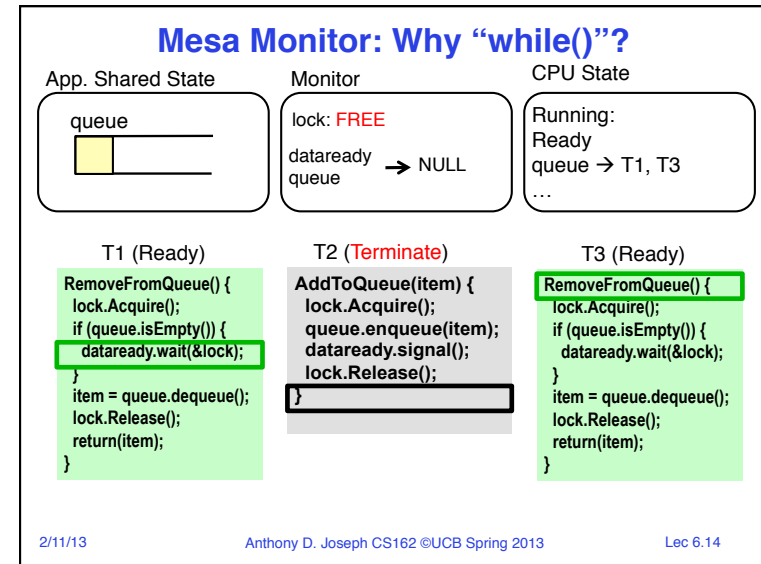 Mesa Monitor: Why “while()”?
App. Shared State
queue
Monitor
lock: FREE
dataready
queue → NULL
CPU State
Running:
Ready
queue → T1, T3
…
T1 (Ready)
RemoveFromQueue() {
lock.Acquire();
if (queue.isEmpty()) {
dataready.wait(&lock);
}
item = queue.dequeue();
lock.Release();
return(item);
}
T2 (Terminate)
AddToQueue(item) {
lock.Acquire();
queue.enqueue(item);
dataready.signal();
lock.Release();
}
T3 (Ready)
RemoveFromQueue() {
lock.Acquire();
if (queue.isEmpty()) {
dataready.wait(&lock);
}
item = queue.dequeue();
lock.Release();
return(item);
}
2/11/13
Anthony D. Joseph CS162 ©UCB Spring 2013
Lec 6.14